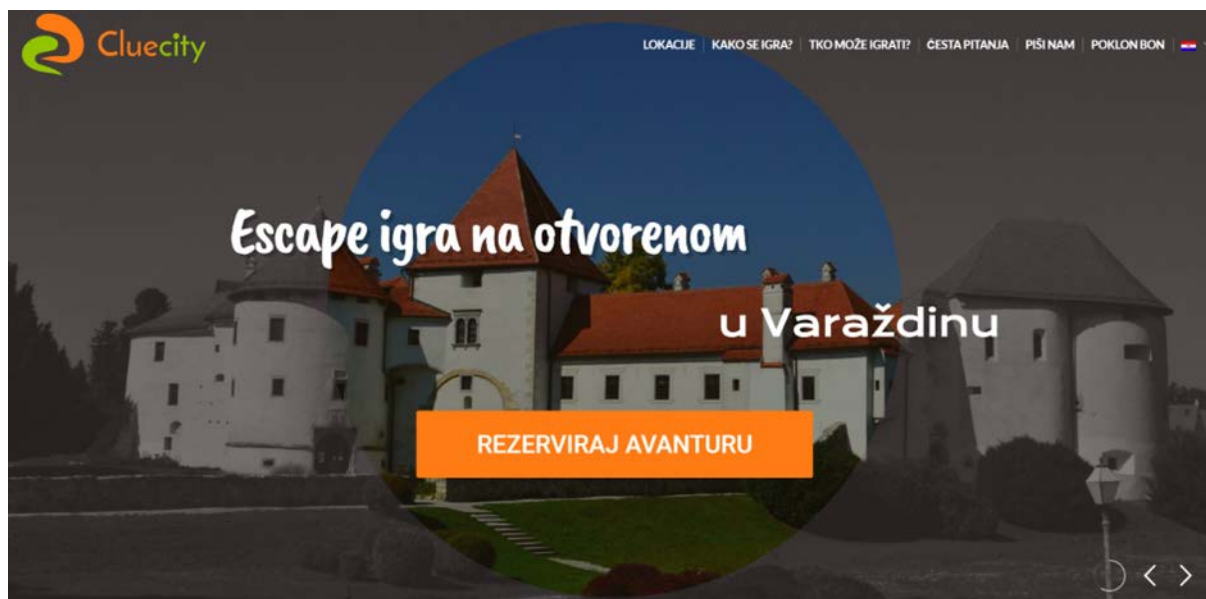 Cluecity
LOKACIJE KAKO SE IGRA? TKO MOŽE IGRATI? ČESTA PITANJA PIŠI NAM POKLON BON
Escape igra na otvorenom
u Varaždinu
REZERVIRAJ AVANTURU